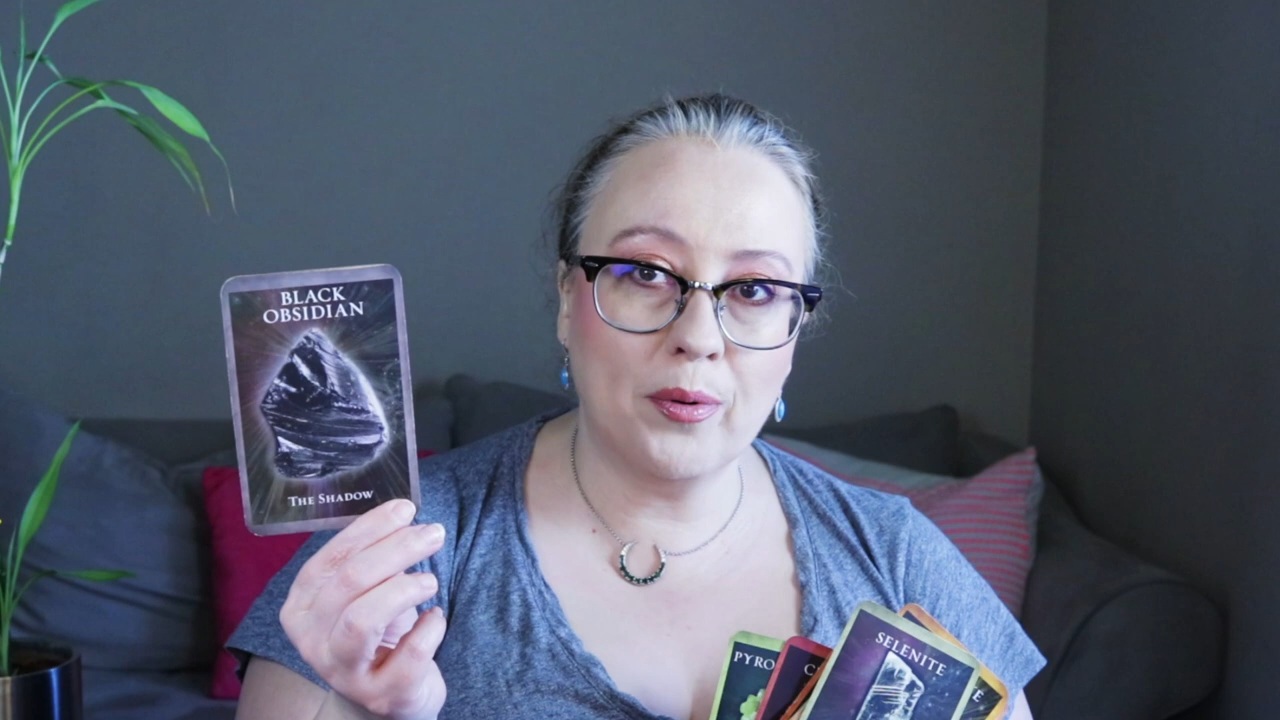 BLACK
OBSIDIAN
THE SHADOW
PYRO
C
SELENITE
E